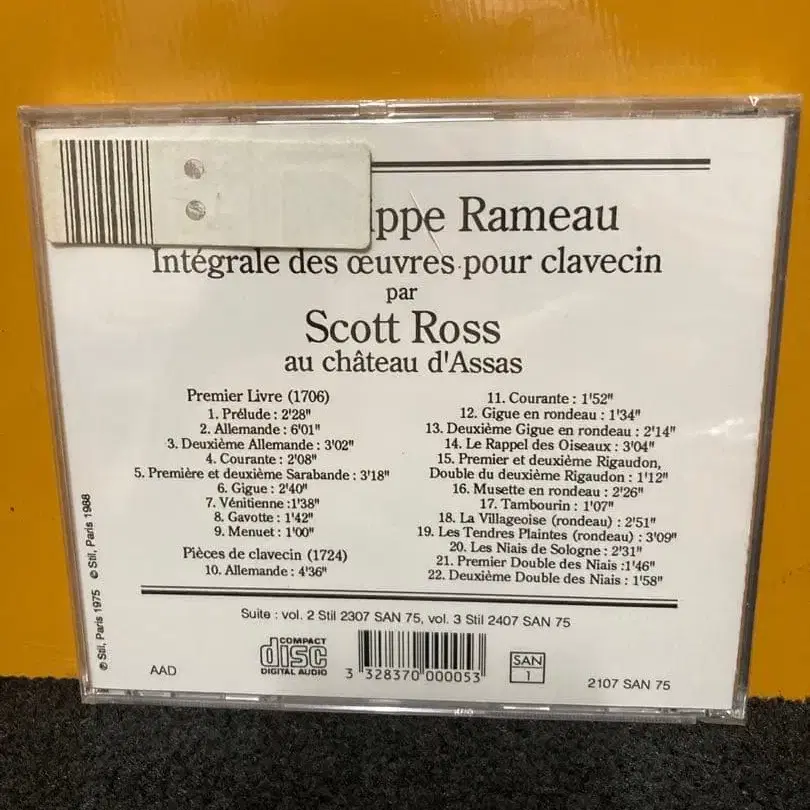 ippe Rameau
Intégrale des œuvres pour clavecin
par
Scott Ross
au château d'Assas
Premier Livre (1706)
1. Prélude : 2'28"
2. Allemande : 6'01"
3. Deuxième Allemande : 3'02"
4. Courante : 2'08"
5. Première et deuxième Sarabande : 3'18"
6. Gigue : 2'40"
7. Vénitienne :1'38"
8. Gavotte : 1'42"
9. Menuet : 1'00"
Pièces de clavecin (1724)
10. Allemande : 4'36"
11. Courante : 1'52"
12. Gigue en rondeau : 1'34"
13. Deuxième Gigue en rondeau : 2'14"
14. Le Rappel des Oiseaux : 3'04"
15. Premier et deuxième Rigaudon,
Double du deuxième Rigaudon : 1'12"
16. Musette en rondeau : 2'26"
17. Tambourin : 1'07"
18. La Villageoise (rondeau) : 2'51"
19. Les Tendres Plaintes (rondeau) : 3'09"
20. Les Niais de Sologne : 2'31"
21. Premier Double des Niais :1'46"
22. Deuxième Double des Niais : 1'58"
℗ Stil, Paris 1975 © Stil, Paris 1988
Suite : vol. 2 Stil 2307 SAN 75, vol. 3 Stil 2407 SAN 75
AAD
COMPACT
disc
DIGITAL AUDIO
3 328370 000053
SAN
1
2107 SAN 75